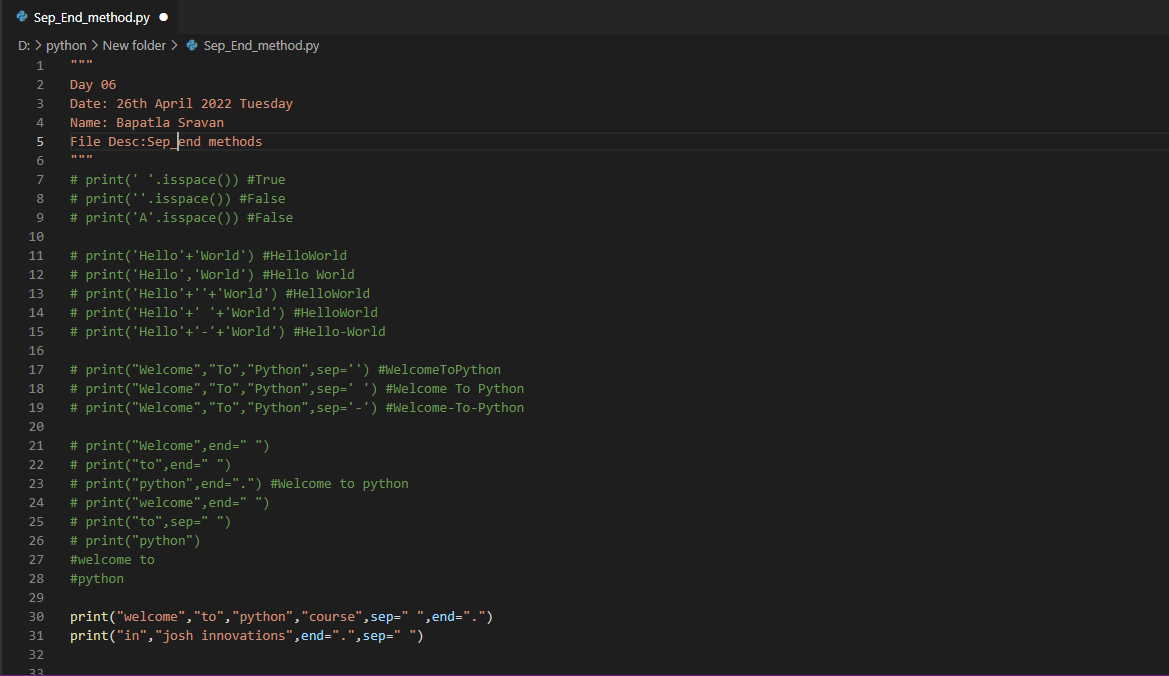 Sep_End_method.py
D: > python > New folder > Sep_End_method.py
1 """
2 Day 06
3 Date: 26th April 2022 Tuesday
4 Name: Bapatla Sravan
5 File Desc:Sep_end methods
6 """
7 # print(' '.isspace()) #True
8 # print(''.isspace()) #False
9 # print('A'.isspace()) #False
10
11 # print('Hello'+'World') #HelloWorld
12 # print('Hello','World') #Hello World
13 # print('Hello'+''+'World') #HelloWorld
14 # print('Hello'+' '+'World') #HelloWorld
15 # print('Hello'+'-'+'World') #Hello-World
16
17 # print("Welcome","To","Python",sep='') #WelcomeToPython
18 # print("Welcome","To","Python",sep=' ') #Welcome To Python
19 # print("Welcome","To","Python",sep='-') #Welcome-To-Python
20
21 # print("Welcome",end=" ")
22 # print("to",end=" ")
23 # print("python",end=".") #Welcome to python
24 # print("welcome",end=" ")
25 # print("to",sep=" ")
26 # print("python")
27 #welcome to
28 #python
29
30 print("welcome","to","python","course",sep=" ",end=".")
31 print("in","josh innovations",end=".",sep=" ")
32
33